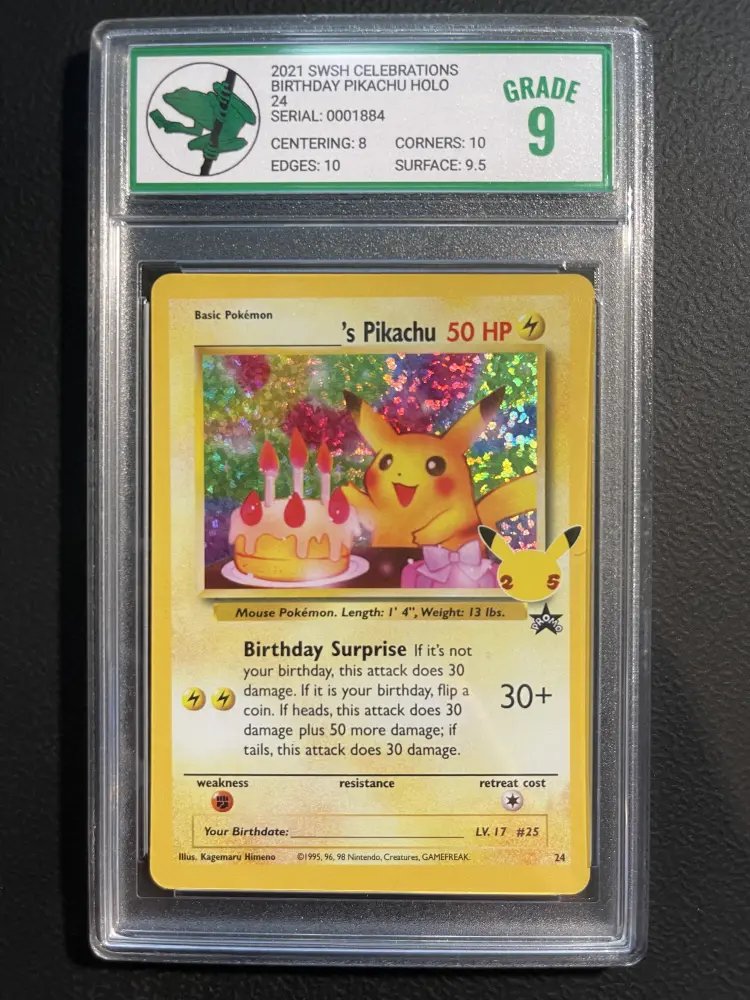 2021 SWSH CELEBRATIONS
BIRTHDAY PIKACHU HOLO
24
SERIAL: 0001884
CENTERING: 8 CORNERS: 10
EDGES: 10 SURFACE: 9.5
GRADE
9
Basic Pokémon
________'s Pikachu 50 HP
2 5
PROMO
Mouse Pokémon. Length: 1' 4", Weight: 13 lbs.
Birthday Surprise If it's not
your birthday, this attack does 30
damage. If it is your birthday, flip a
coin. If heads, this attack does 30
damage plus 50 more damage; if
tails, this attack does 30 damage.
30+
weakness resistance retreat cost
Your Birthdate:________ LV. 17 #25
Illus. Kagemaru Himeno ©1995, 96, 98 Nintendo, Creatures, GAMEFREAK. 24